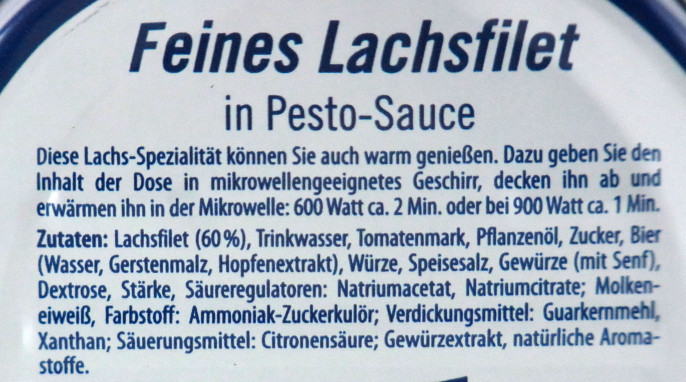 Feines Lachsfilet
in Pesto-Sauce
Diese Lachs-Spezialität können Sie auch warm genießen. Dazu geben Sie den
Inhalt der Dose in mikrowellengeeignetes Geschirr, decken ihn ab und
erwärmen ihn in der Mikrowelle: 600 Watt ca. 2 Min. oder bei 900 Watt ca. 1 Min.
Zutaten: Lachsfilet (60%), Trinkwasser, Tomatenmark, Pflanzenöl, Zucker, Bier
(Wasser, Gerstenmalz, Hopfenextrakt), Würze, Speisesalz, Gewürze (mit Senf),
Dextrose, Stärke, Säureregulatoren: Natriumacetat, Natriumcitrate; Molken-
eiweiß, Farbstoff: Ammoniak-Zuckerkulör; Verdickungsmittel: Guarkernmehl,
Xanthan; Säuerungsmittel: Citronensäure; Gewürzextrakt, natürliche Aroma-
stoffe.